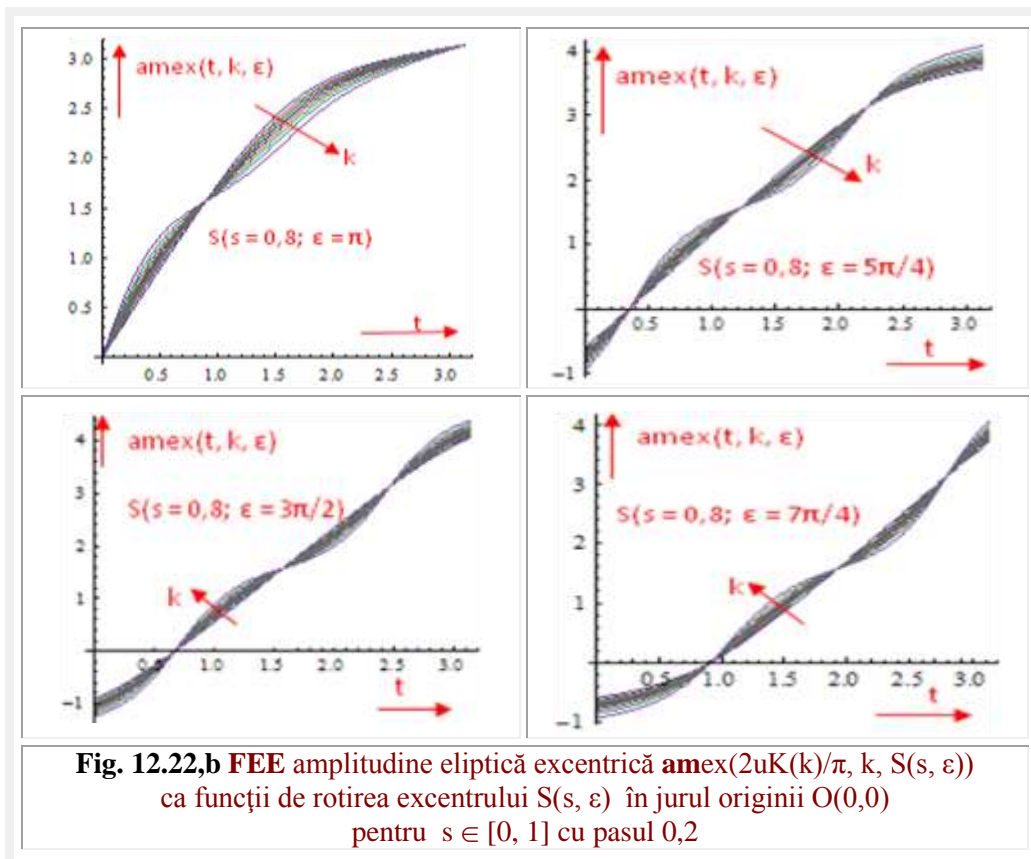 amex(t, k, ε)
k
S(s = 0,8; ε = π)
t
3.0
2.5
2.0
1.5
1.0
0.5
0.5 1.0 1.5 2.0 2.5 3.0
amex(t, k, ε)
k
S(s = 0,8; ε = 5π/4)
t
4
3
2
1
−1
0.5 1.0 1.5 2.0 2.5 3.0
amex(t, k, ε)
S(s = 0,8; ε = 3π/2)
k
t
4
3
2
1
−1
0.5 1.0 1.5 2.0 2.5 3.0
amex(t, k, ε)
S(s = 0,8; ε = 7π/4)
k
t
4
3
2
1
−1
0.5 1.0 1.5 2.0 2.5 3.0
Fig. 12.22,b FEE amplitudine eliptică excentrică amex(2uK(k)/π, k, S(s, ε))
ca funcţii de rotirea excentrului S(s, ε) în jurul originii O(0,0)
pentru s ∈ [0, 1] cu pasul 0,2